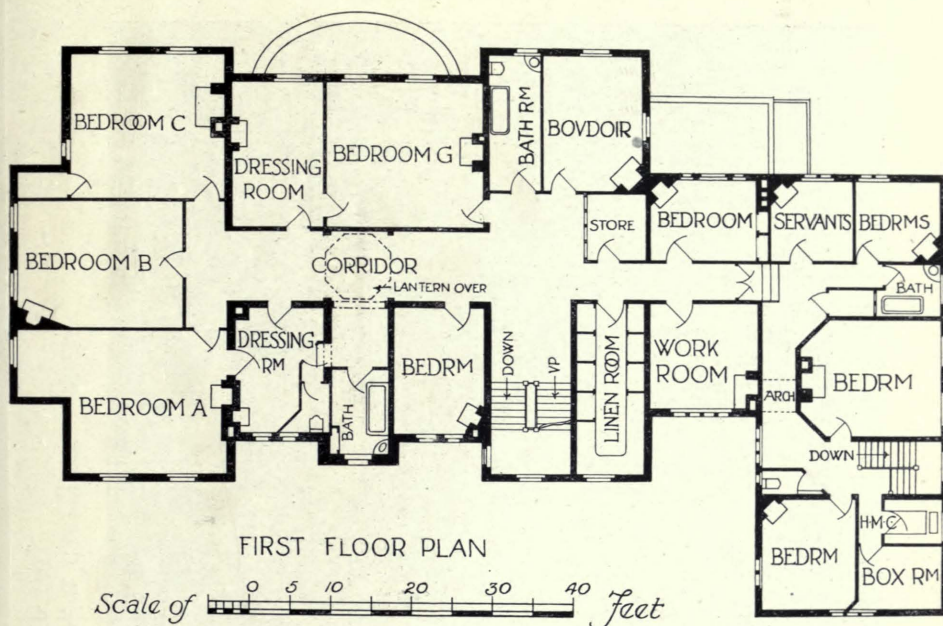 BEDROOM C
DRESSING
ROOM
BEDROOM G
BATH RM
BOVDOIR
STORE
BEDROOM
SERVANTS
BEDRMS
BATH
BEDROOM B
CORRIDOR
LANTERN OVER
DRESSING
RM
BEDROOM A
BATH
BEDRM
DOWN
VP
LINEN ROOM
WORK
ROOM
ARCH
BEDRM
DOWN
H.M.C
BEDRM
BOX RM
FIRST FLOOR PLAN
Scale of 0 5 10 20 30 40 Feet